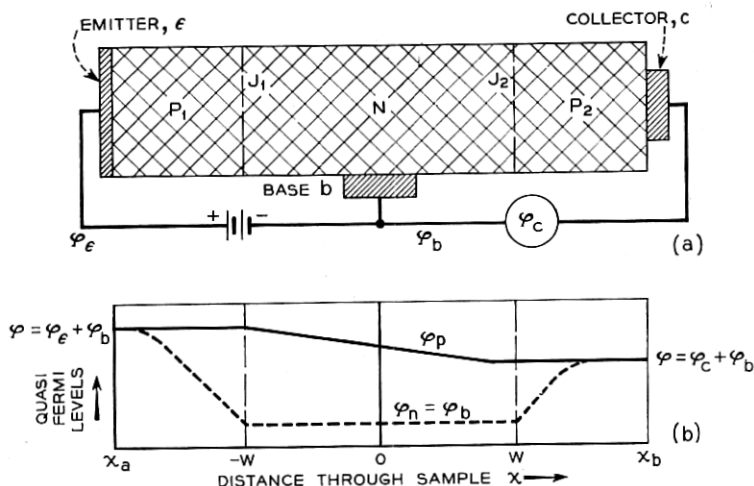 EMITTER, ϵ
COLLECTOR, C
J₁
J₂
P₁
N
P₂
BASE b
+
−
φϵ
φb
φc
(a)
φ = φϵ + φb
φp
φ = φc + φb
φn = φb
QUASI
FERMI
LEVELS
(b)
xa
-W
0
W
xb
DISTANCE THROUGH SAMPLE x